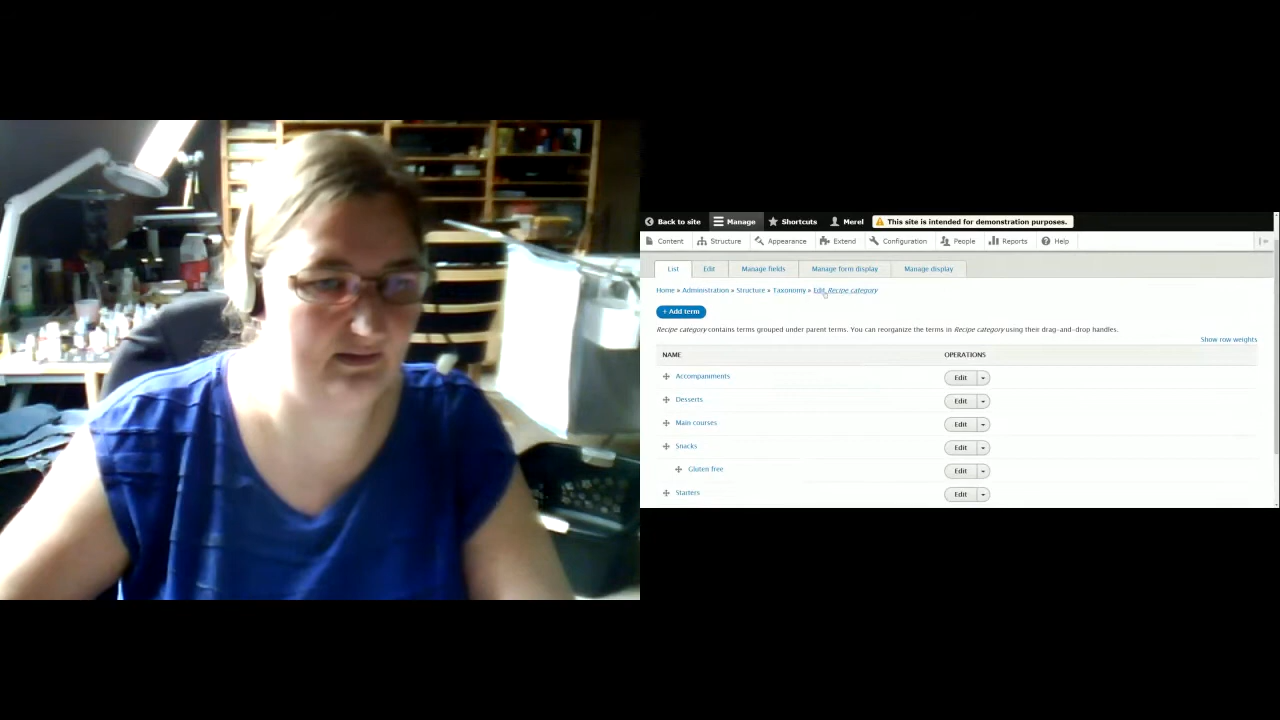 Back to site Manage Shortcuts Merel This site is intended for demonstration purposes.
Content Structure Appearance Extend Configuration People Reports Help
List Edit Manage fields Manage form display Manage display
Home » Administration » Structure » Taxonomy » Edit Recipe category
+ Add term
Recipe category contains terms grouped under parent terms. You can reorganize the terms in Recipe category using their drag-and-drop handles.
Show row weights
NAME OPERATIONS
Accompaniments Edit
Desserts Edit
Main courses Edit
Snacks Edit
Gluten free Edit
Starters Edit